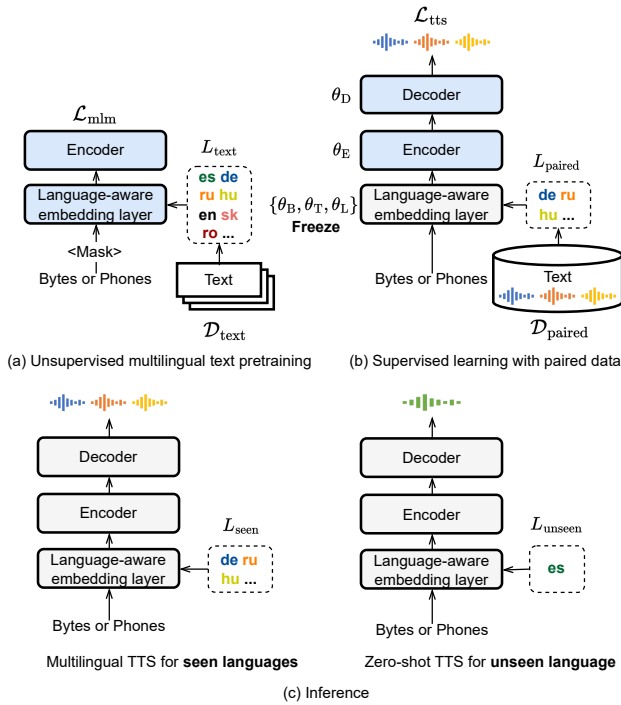 ℒ_mlm
Encoder
Language-aware
embedding layer
<Mask>
Bytes or Phones
L_text
es de
ru hu
en sk
ro ...
Text
𝒟_text
(a) Unsupervised multilingual text pretraining
ℒ_tts
θ_D
Decoder
θ_E
Encoder
{θ_B, θ_T, θ_L}
Freeze
Language-aware
embedding layer
Bytes or Phones
L_paired
de ru
hu ...
Text
𝒟_paired
(b) Supervised learning with paired data
Decoder
Encoder
Language-aware
embedding layer
Bytes or Phones
L_seen
de ru
hu ...
Multilingual TTS for seen languages
Decoder
Encoder
Language-aware
embedding layer
Bytes or Phones
L_unseen
es
Zero-shot TTS for unseen language
(c) Inference